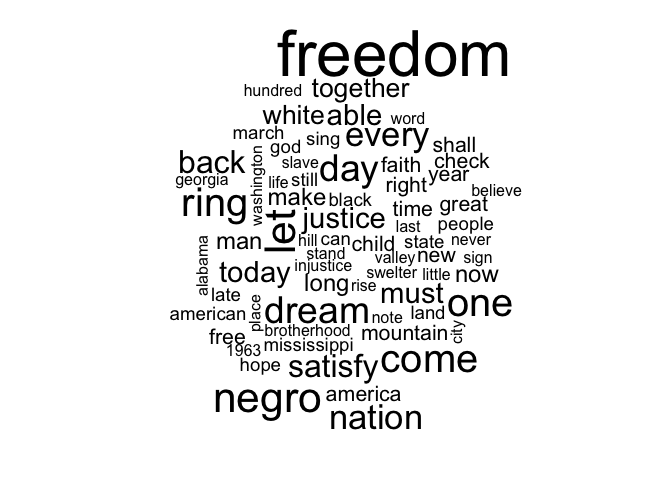 freedom
hundred together
white able word
march god sing every shall
back washington slave day faith check
georgia life still right year believe
ring let make black time great
justice last people
man hill can child state never
alabama stand valley new sign
today injustice swelter little now
late long rise must one
american place dream note land
free brotherhood mountain city
1963 mississippi
hope satisfy come
negro america
nation